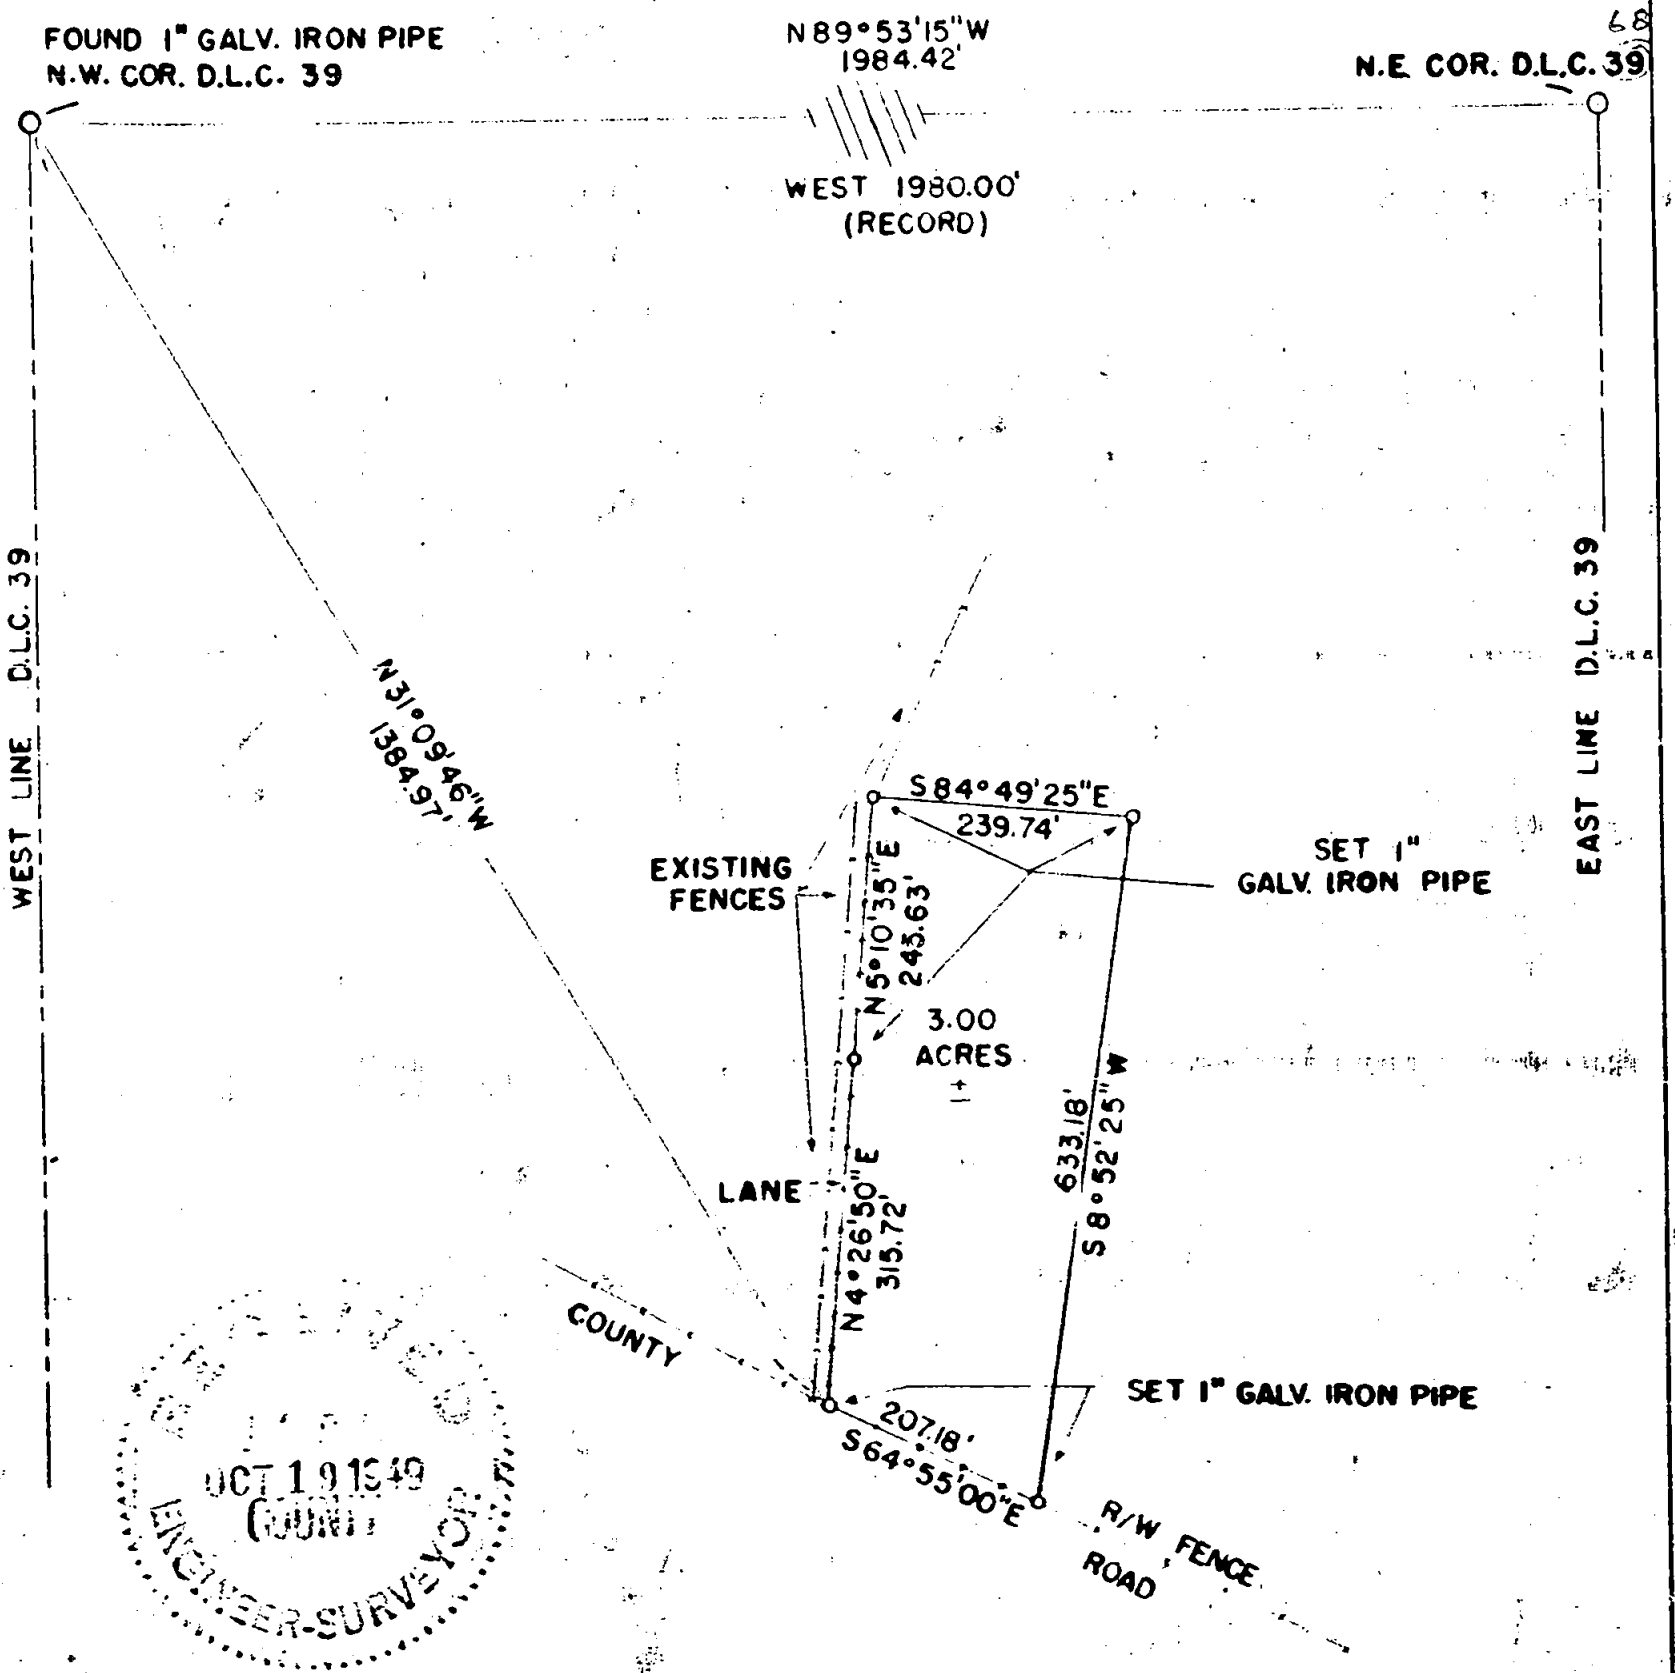 68
FOUND 1" GALV. IRON PIPE
N.W. COR. D.L.C. 39
N89°53'15"W
1984.42'
N.E. COR. D.L.C. 39
WEST 1980.00'
(RECORD)
WEST LINE D.L.C. 39
EAST LINE D.L.C. 39
N31°09'46"W
1384.97'
S84°49'25"E
239.74'
SET 1"
GALV. IRON PIPE
EXISTING
FENCES
N5°10'35"E
245.63'
3.00
ACRES
±
633.18'
S8°52'25"W
LANE
N4°26'50"E
315.72'
COUNTY
SET 1" GALV. IRON PIPE
207.18'
S64°55'00"E
R/W FENCE
ROAD
OCT 19 1949
COUNTY
ENGINEER-SURVEYOR